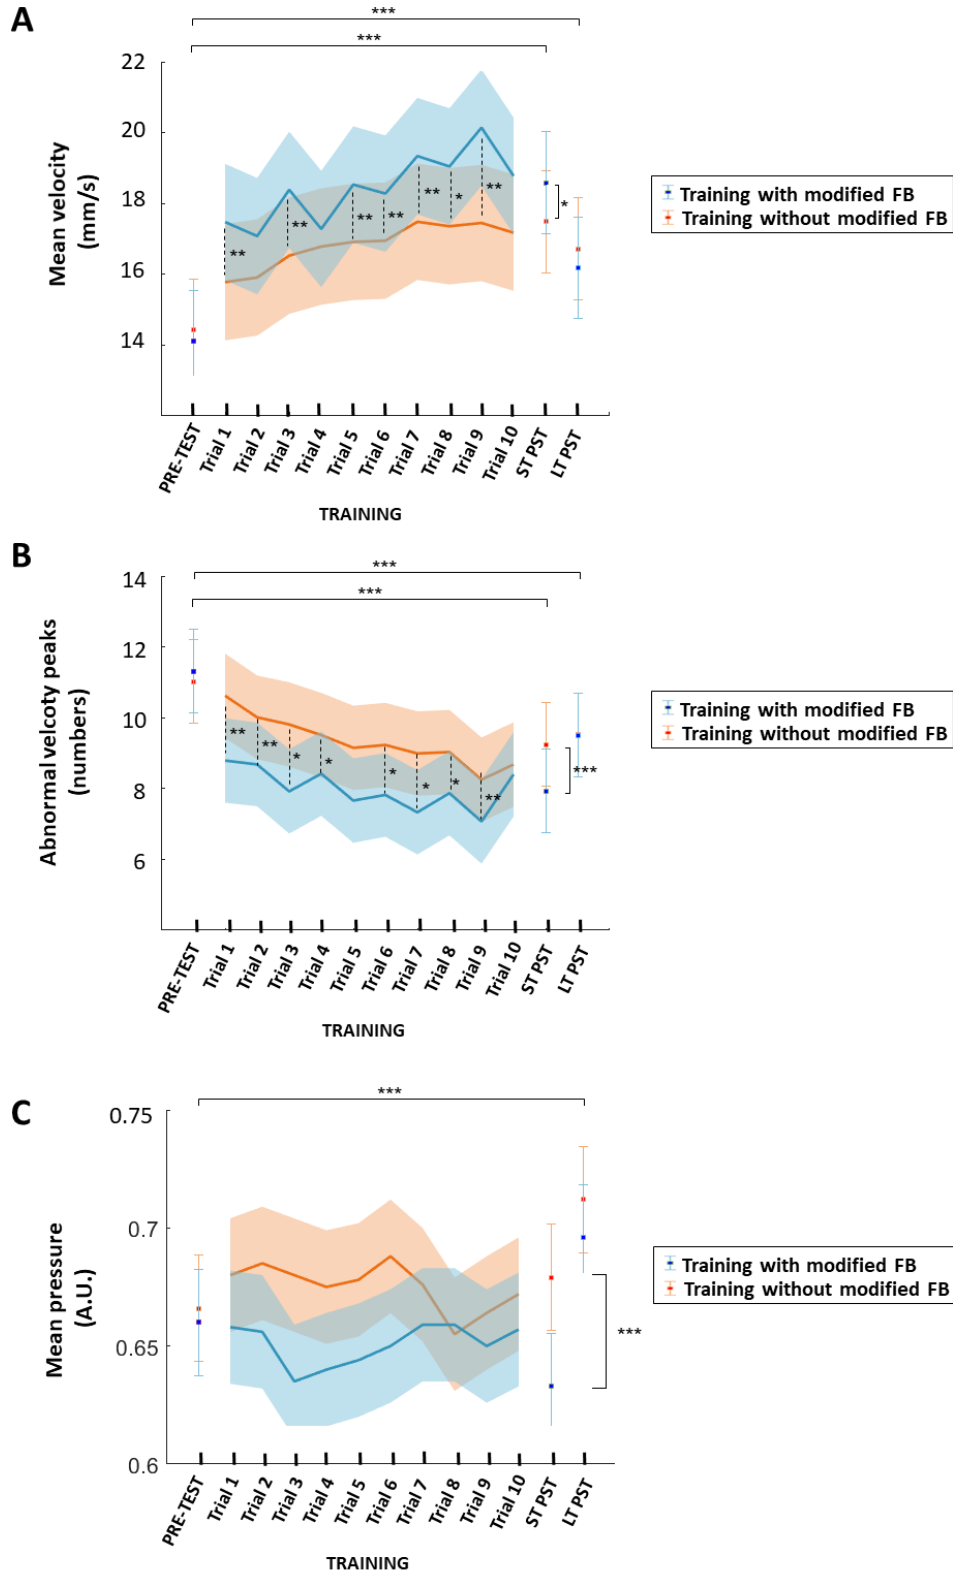 A
***
***
22
20
18
16
14
Mean velocity
(mm/s)
**
**
**
**
**
*
**
*
PRE-TEST
Trial 1
Trial 2
Trial 3
Trial 4
Trial 5
Trial 6
Trial 7
Trial 8
Trial 9
Trial 10
ST PST
LT PST
TRAINING
Training with modified FB
Training without modified FB
B
***
***
14
12
10
8
6
Abnormal velcoty peaks
(numbers)
**
**
*
*
*
*
*
**
***
PRE-TEST
Trial 1
Trial 2
Trial 3
Trial 4
Trial 5
Trial 6
Trial 7
Trial 8
Trial 9
Trial 10
ST PST
LT PST
TRAINING
Training with modified FB
Training without modified FB
C
***
0.75
0.7
0.65
0.6
Mean pressure
(A.U.)
***
PRE-TEST
Trial 1
Trial 2
Trial 3
Trial 4
Trial 5
Trial 6
Trial 7
Trial 8
Trial 9
Trial 10
ST PST
LT PST
TRAINING
Training with modified FB
Training without modified FB